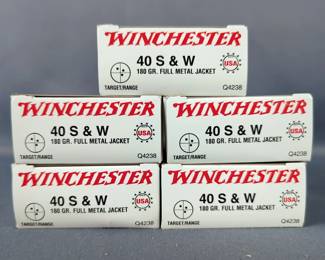 WINCHESTER
40 S & W
180 GR. FULL METAL JACKET
USA
TARGET/RANGE
Q4238
WINCHESTER
40 S & W
180 GR. FULL METAL JACKET
USA
TARGET/RANGE
Q4238
WINCHESTER
40 S & W
180 GR. FULL METAL JACKET
USA
TARGET/RANGE
Q4238
WINCHESTER
40 S & W
180 GR. FULL METAL JACKET
USA
TARGET/RANGE
Q4238
WINCHESTER
40 S & W
180 GR. FULL METAL JACKET
USA
TARGET/RANGE
Q4238